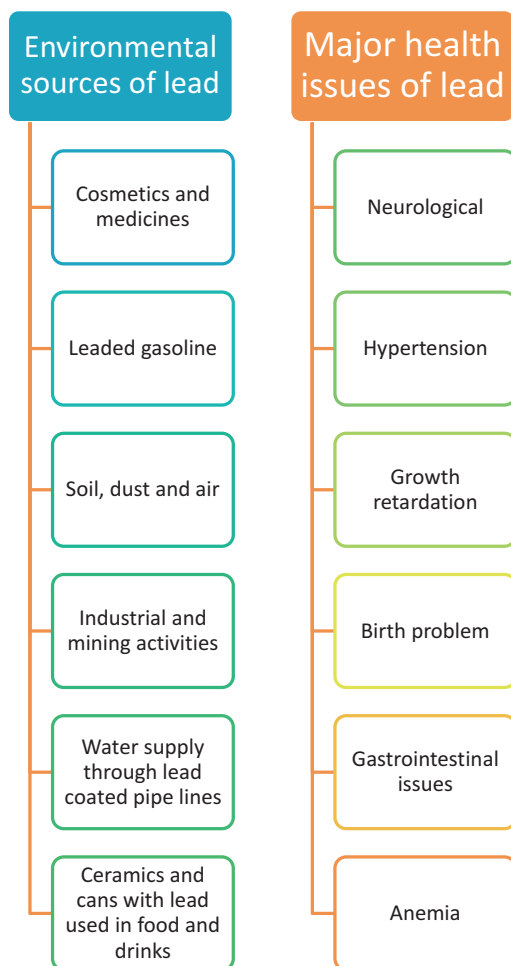 Environmental
sources of lead
Cosmetics and
medicines
Leaded gasoline
Soil, dust and air
Industrial and
mining activities
Water supply
through lead
coated pipe lines
Ceramics and
cans with lead
used in food and
drinks
Major health
issues of lead
Neurological
Hypertension
Growth
retardation
Birth problem
Gastrointestinal
issues
Anemia